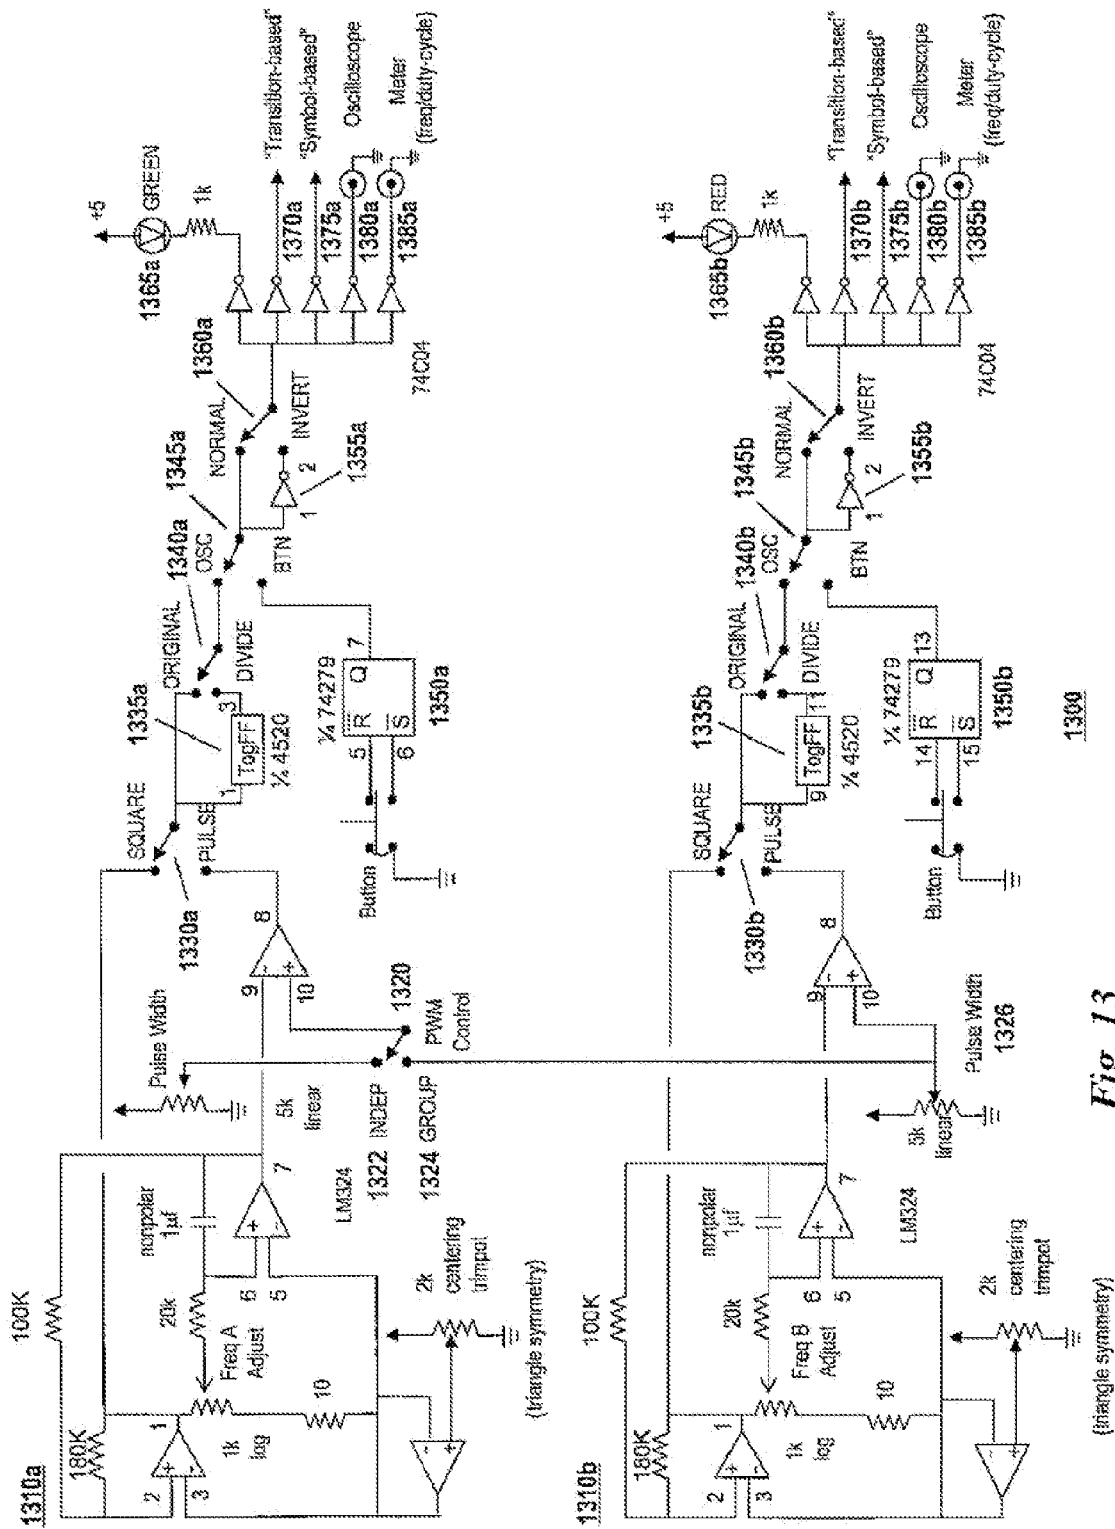 1310a
180K
100K
2
3
1
1k
log
10
Freq A
Adjust
20k
nonpolar
1µf
6
5
7
LM324
2k
centering
trimpot
(triangle symmetry)
Pulse Width
5k
linear
1322 INDEP
1324 GROUP
1320
PWM
Control
9
10
8
1330a
SQUARE
PULSE
1335a
1
TogFF
3
¼ 4520
ORIGINAL
DIVIDE
1340a
Button
5
6
R
S
Q
7
¼ 74279
1350a
OSC
BTN
1345a
NORMAL
INVERT
1
2
1355a
1360a
74C04
+5
1365a
GREEN
1k
1370a
"Transition-based"
1375a
"Symbol-based"
1380a
Oscilloscope
1385a
Meter
(freq/duty-cycle)
1310b
180K
100K
2
3
1
1k
log
10
Freq B
Adjust
20k
nonpolar
1µf
6
5
7
LM324
2k
centering
trimpot
(triangle symmetry)
5k
linear
Pulse Width
1326
9
10
8
1330b
SQUARE
PULSE
1335b
9
TogFF
11
¼ 4520
ORIGINAL
DIVIDE
1340b
Button
14
15
R
S
Q
13
¼ 74279
1350b
OSC
BTN
1345b
NORMAL
INVERT
1
2
1355b
1360b
74C04
+5
1365b
RED
1k
1370b
"Transition-based"
1375b
"Symbol-based"
1380b
Oscilloscope
1385b
Meter
(freq/duty-cycle)
1300
Fig. 13